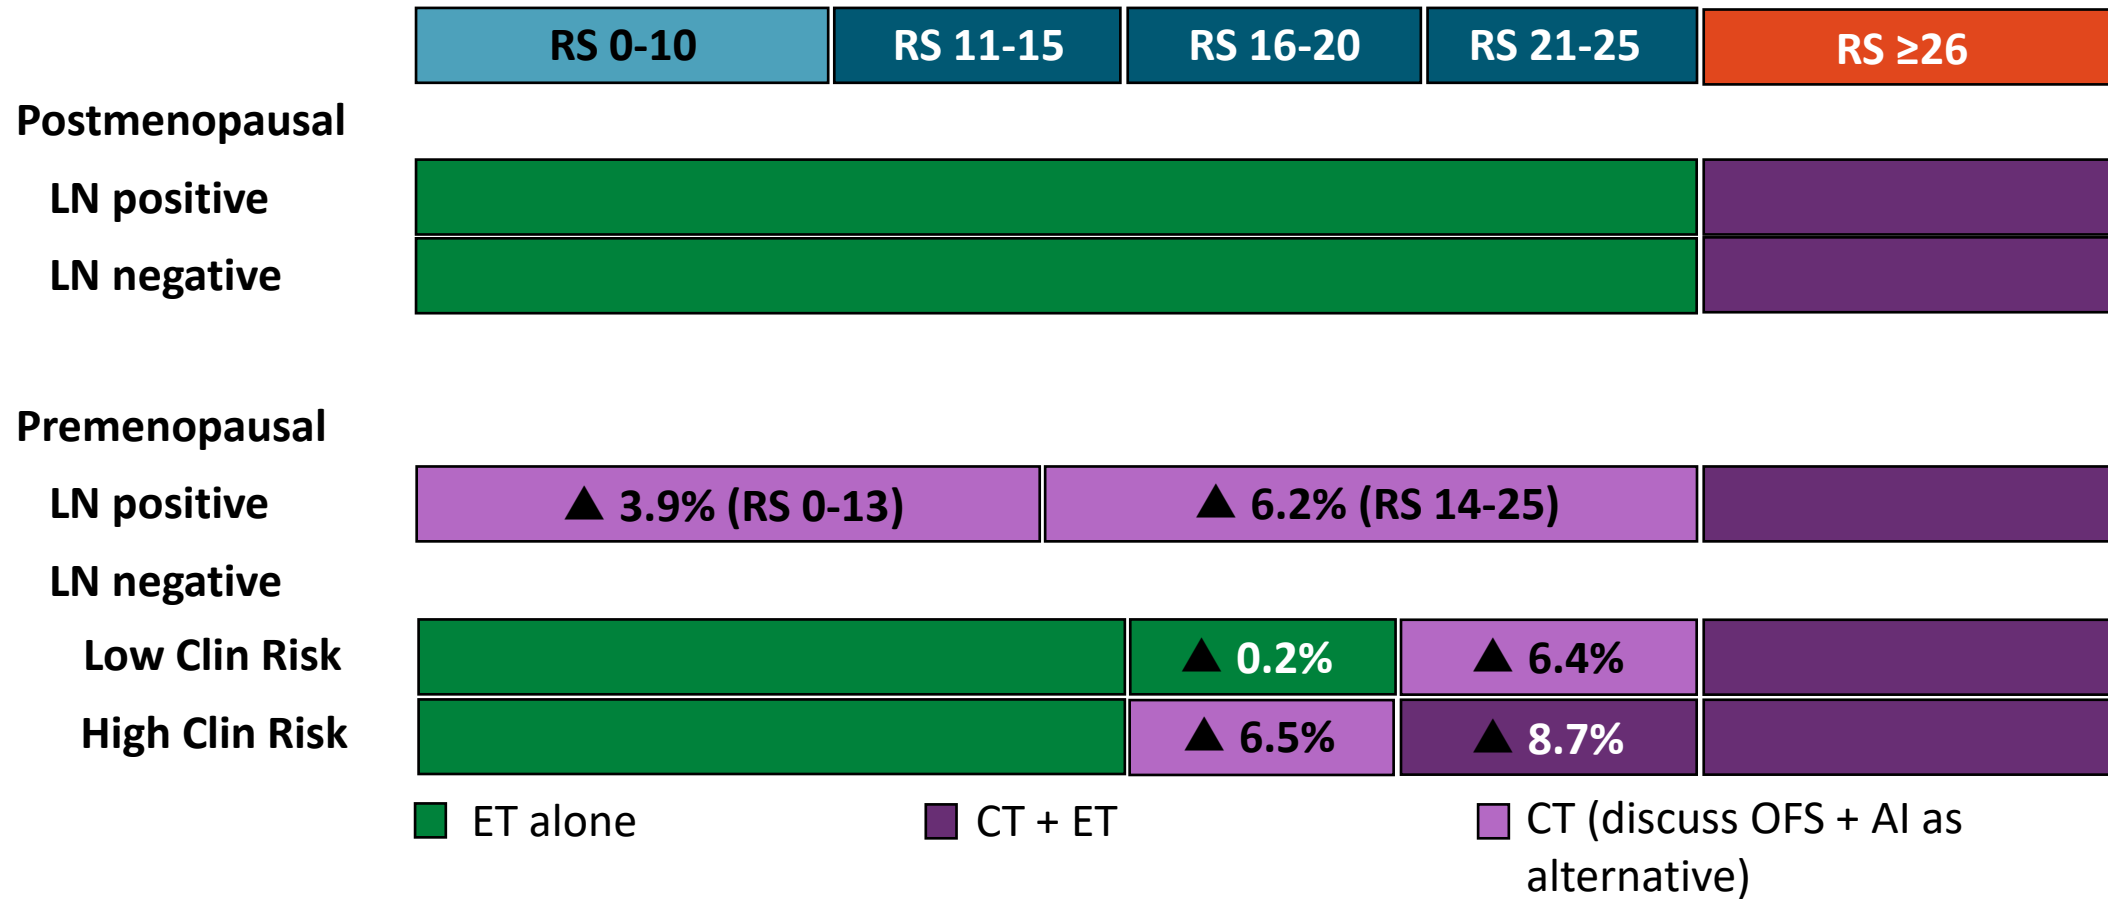 RS 0-10 RS 11-15 RS 16-20 RS 21-25 RS ≥26
Postmenopausal
LN positive
LN negative
Premenopausal
LN positive ▲ 3.9% (RS 0-13) ▲ 6.2% (RS 14-25)
LN negative
Low Clin Risk ▲ 0.2% ▲ 6.4%
High Clin Risk ▲ 6.5% ▲ 8.7%
ET alone CT + ET CT (discuss OFS + AI as
alternative)